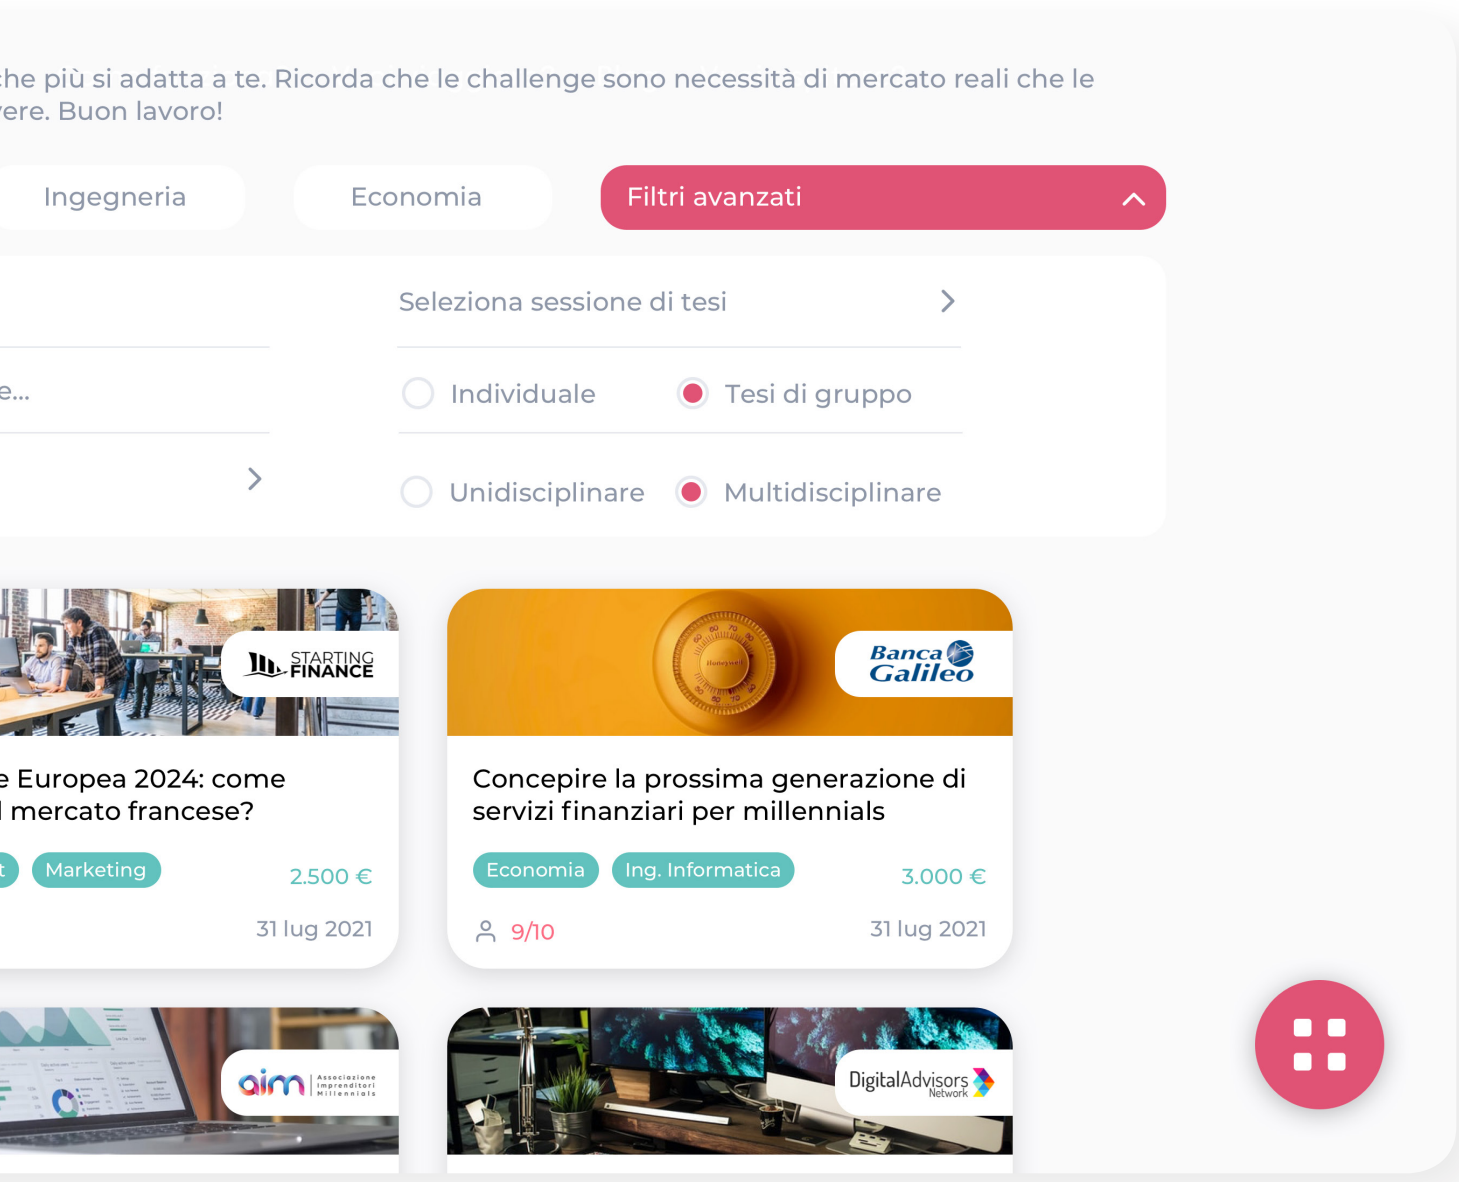 che più si adatta a te. Ricorda che le challenge sono necessità di mercato reali che le
vere. Buon lavoro!
Ingegneria
Economia
Filtri avanzati
Seleziona sessione di tesi
e...
Individuale
Tesi di gruppo
Unidisciplinare
Multidisciplinare
STARTING
FINANCE
Honeywell
Banca
Galileo
e Europea 2024: come
l mercato francese?
t
Marketing
2.500 €
31 lug 2021
Concepire la prossima generazione di
servizi finanziari per millennials
Economia
Ing. Informatica
3.000 €
9/10
31 lug 2021
aim
Associazione
Imprenditori
Millennials
DigitalAdvisors
Network